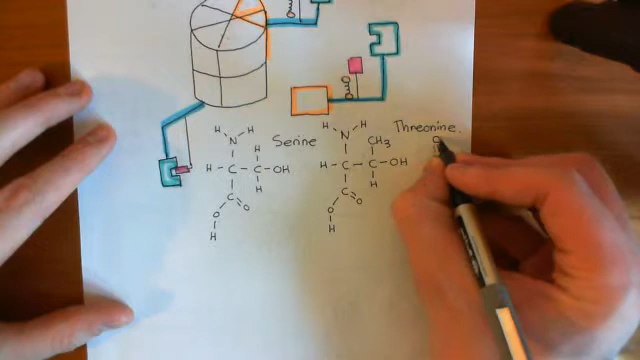 H H H H
N Serine N CH3 Threonine.
H
H - C - C - OH H - C - C - OH
H H
C C
O O O O
H H